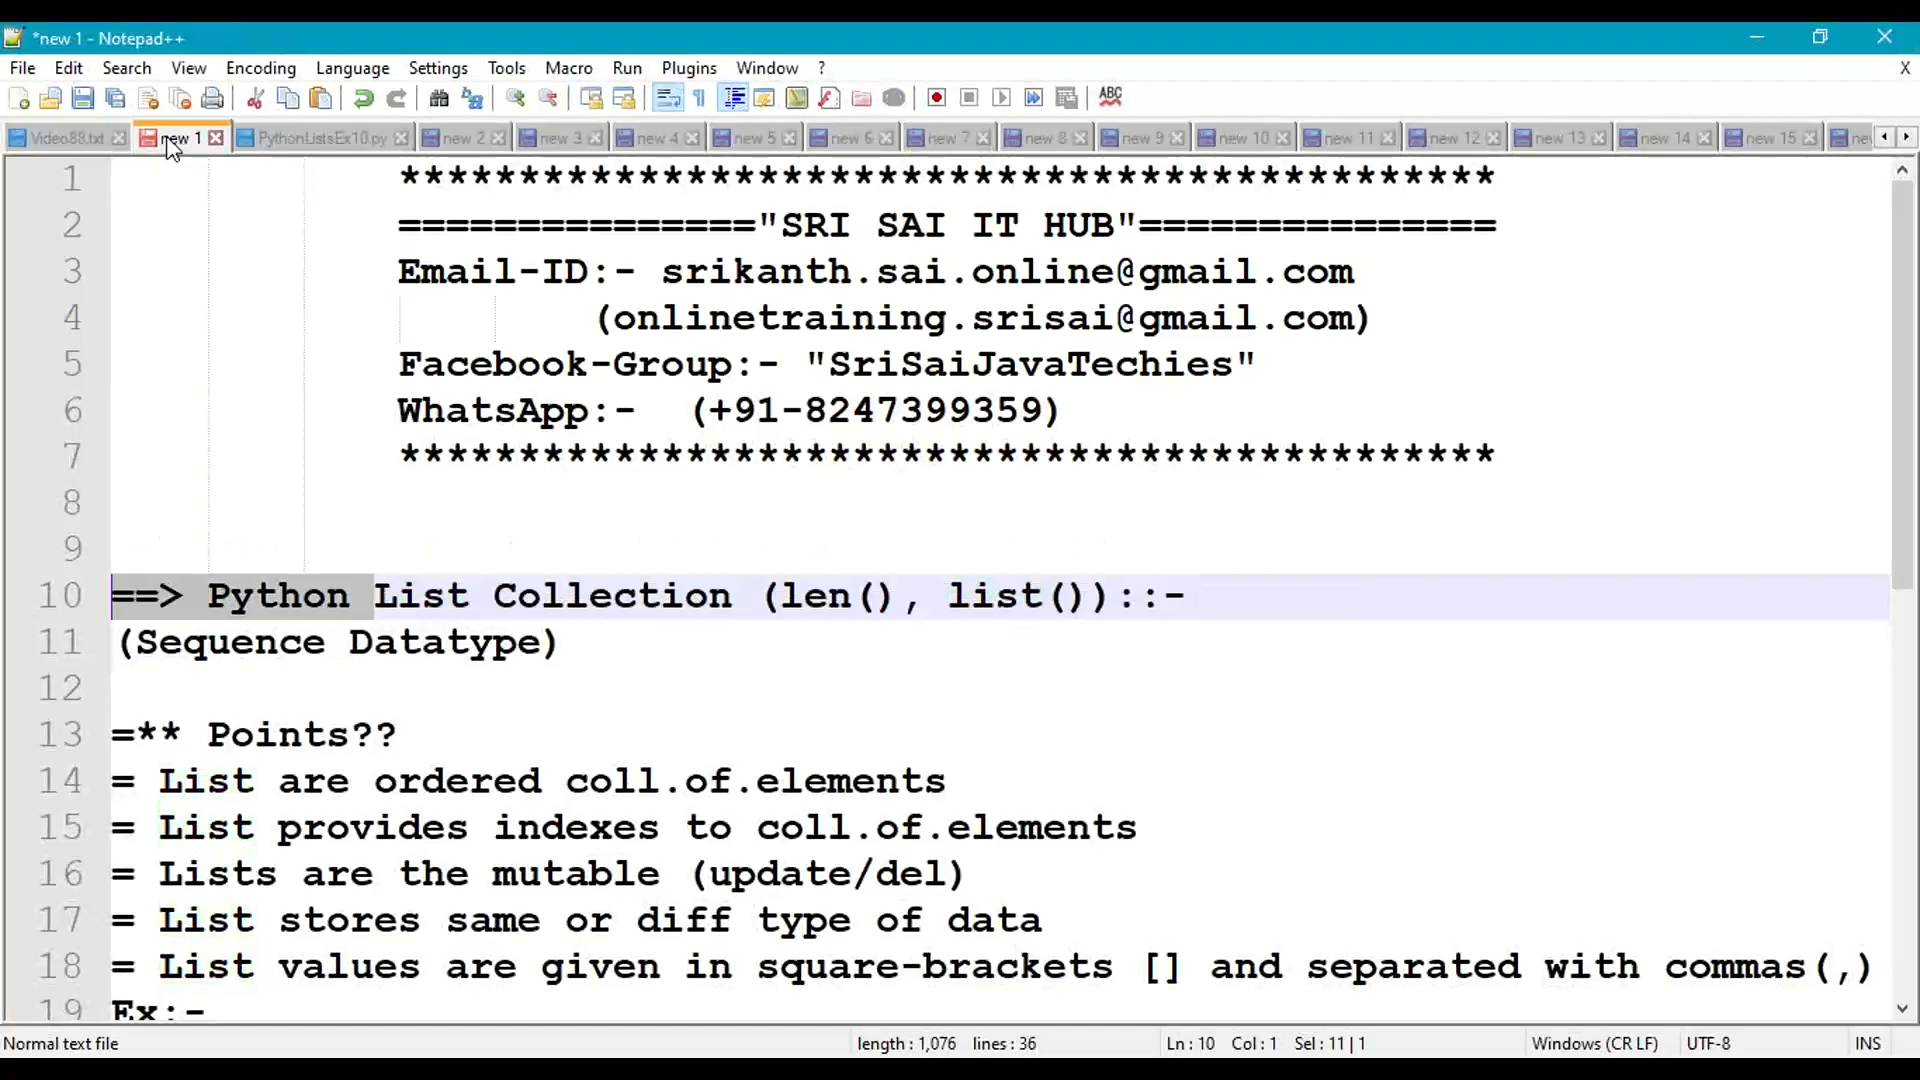 *new 1 - Notepad++
File Edit Search View Encoding Language Settings Tools Macro Run Plugins Window ? X
ABC
Video88.txt new 1 PythonListsEx10.py new 2 new 3 new 4 new 5 new 6 new 7 new 8 new 9 new 10 new 11 new 12 new 13 new 14 new 15
1 **********************************************
2 ==============="SRI SAI IT HUB"===============
3 Email-ID:- srikanth.sai.online@gmail.com
4 (onlinetraining.srisai@gmail.com)
5 Facebook-Group:- "SriSaiJavaTechies"
6 WhatsApp:- (+91-8247399359)
7 **********************************************
8
9
10 ==> Python List Collection (len(), list())::-
11 (Sequence Datatype)
12
13 =** Points??
14 = List are ordered coll.of.elements
15 = List provides indexes to coll.of.elements
16 = Lists are the mutable (update/del)
17 = List stores same or diff type of data
18 = List values are given in square-brackets [] and separated with commas(,)
19 Ex:-
Normal text file length : 1,076 lines : 36 Ln : 10 Col : 1 Sel : 11 | 1 Windows (CR LF) UTF-8 INS